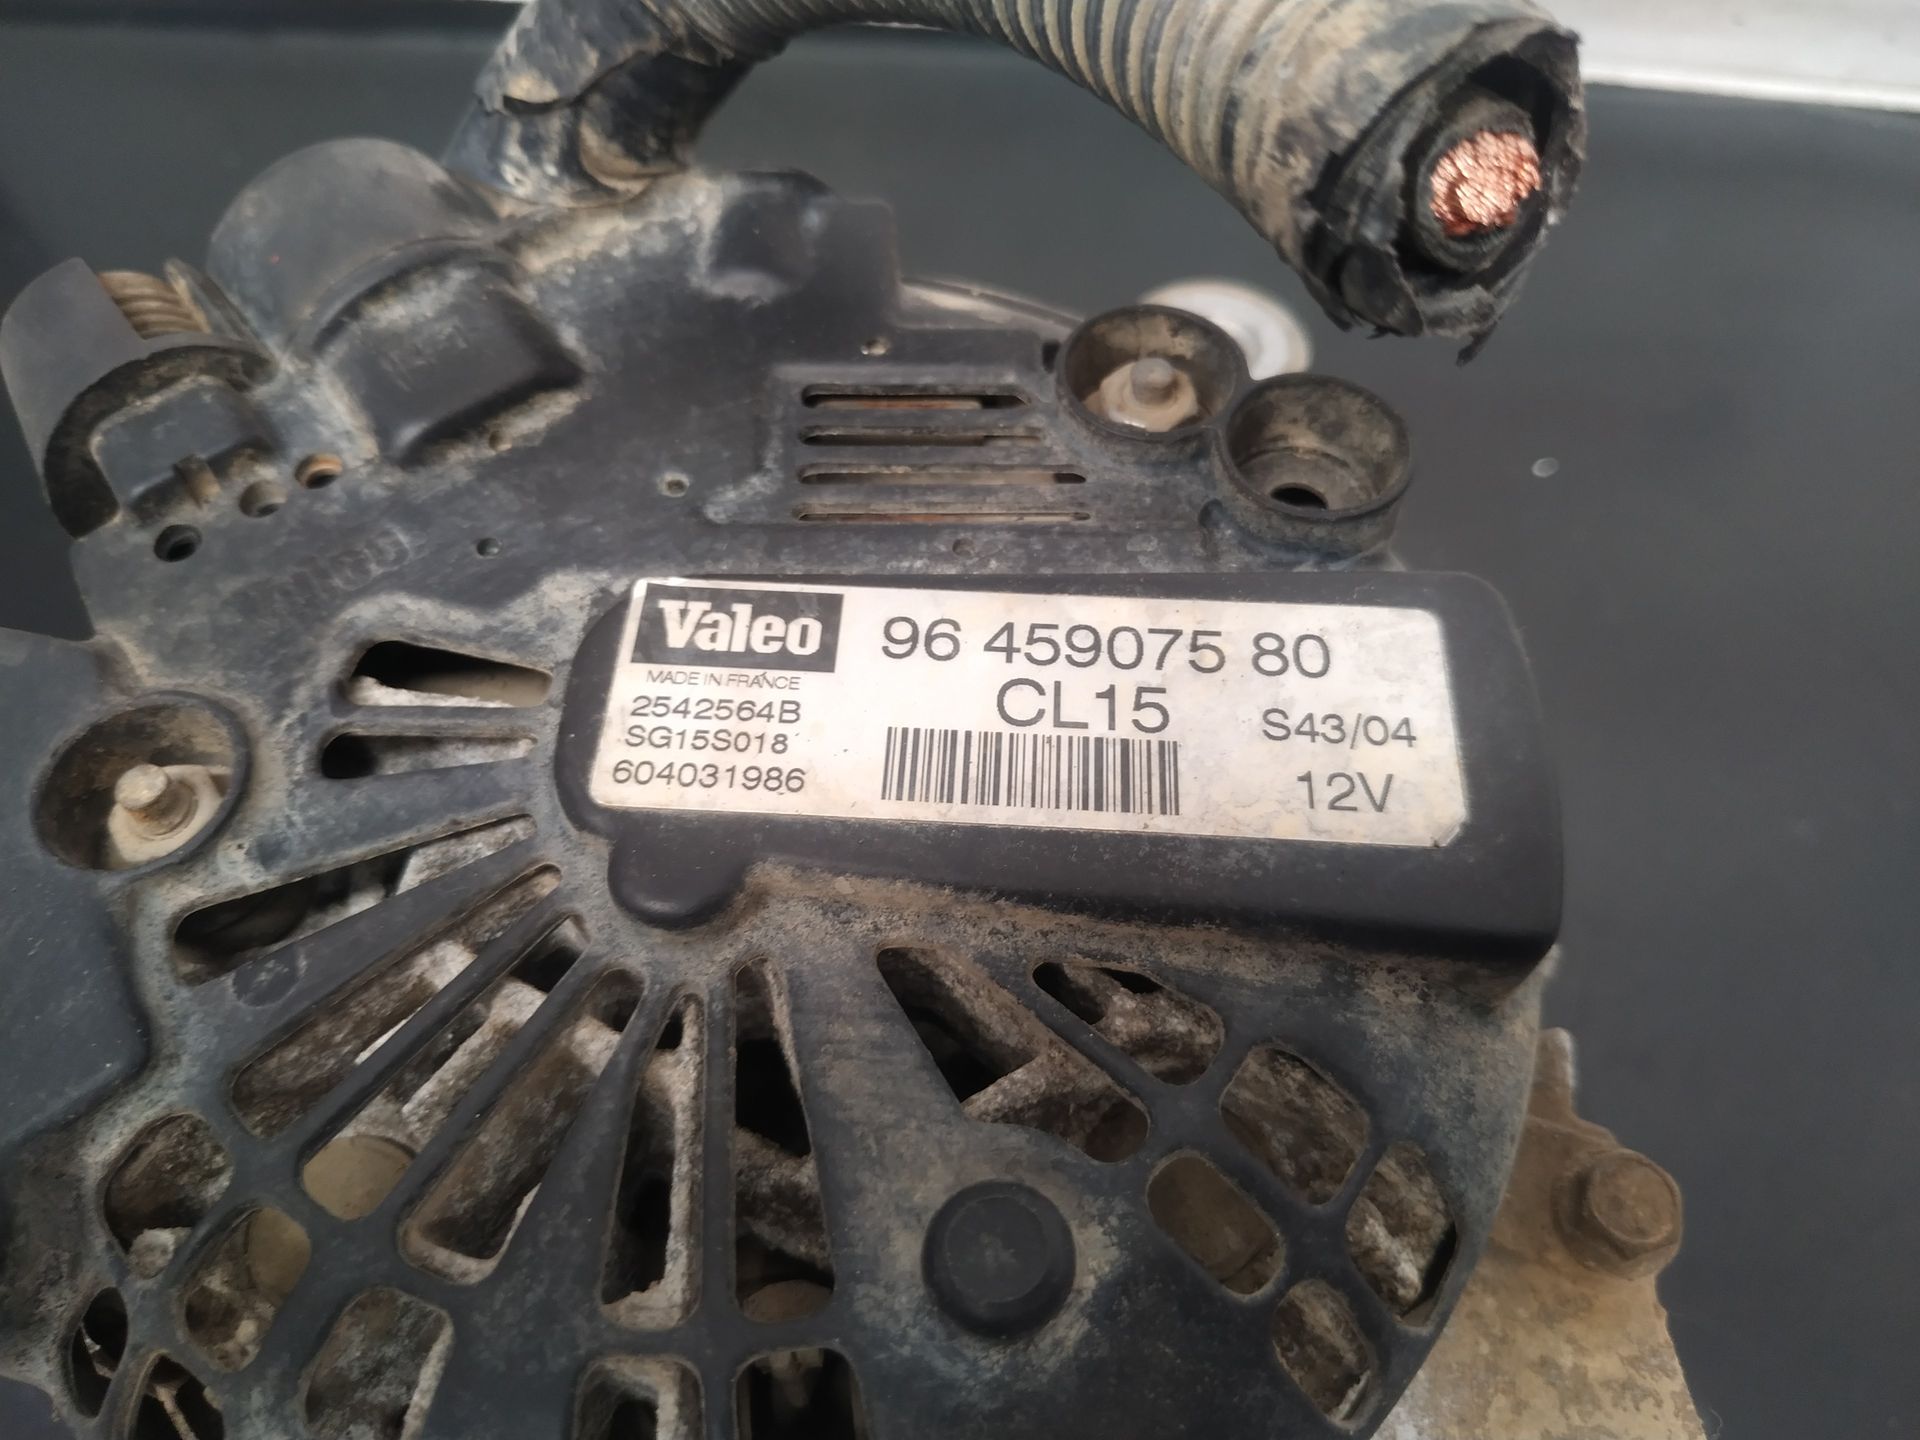 Valeo
MADE IN FRANCE
2542564B
SG15S018
604031986
96 459075 80
CL15
S43/04
12V